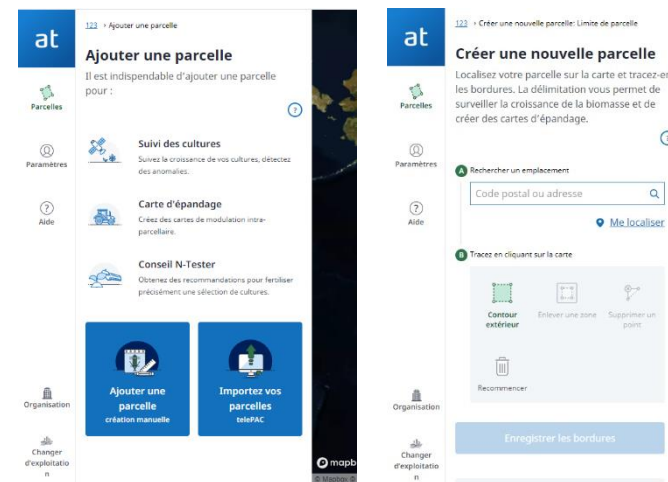 at
Parcelles
Paramètres
?
Aide
Organisation
Changer
d'exploitatio
n
123 › Ajouter une parcelle
Ajouter une parcelle
Il est indispensable d'ajouter une parcelle
pour :
?
Suivi des cultures
Suivez la croissance de vos cultures, détectez
des anomalies.
Carte d'épandage
Créez des cartes de modulation intra-
parcellaire.
Conseil N-Tester
Obtenez des recommandations pour fertiliser
précisément une sélection de cultures.
Ajouter une
parcelle
création manuelle
Importez vos
parcelles
telePAC
mapb
© Mapbox ©
at
Parcelles
Paramètres
?
Aide
Organisation
Changer
d'exploitatio
n
123 › Créer une nouvelle parcelle: Limite de parcelle
Créer une nouvelle parcelle
Localisez votre parcelle sur la carte et tracez-en
les bordures. La délimitation vous permet de
surveiller la croissance de la biomasse et de
créer des cartes d'épandage.
?
A Rechercher un emplacement
Code postal ou adresse
Me localiser
B Tracez en cliquant sur la carte
Contour
extérieur
Enlever une zone
Supprimer un
point
Recommencer
Enregistrer les bordures